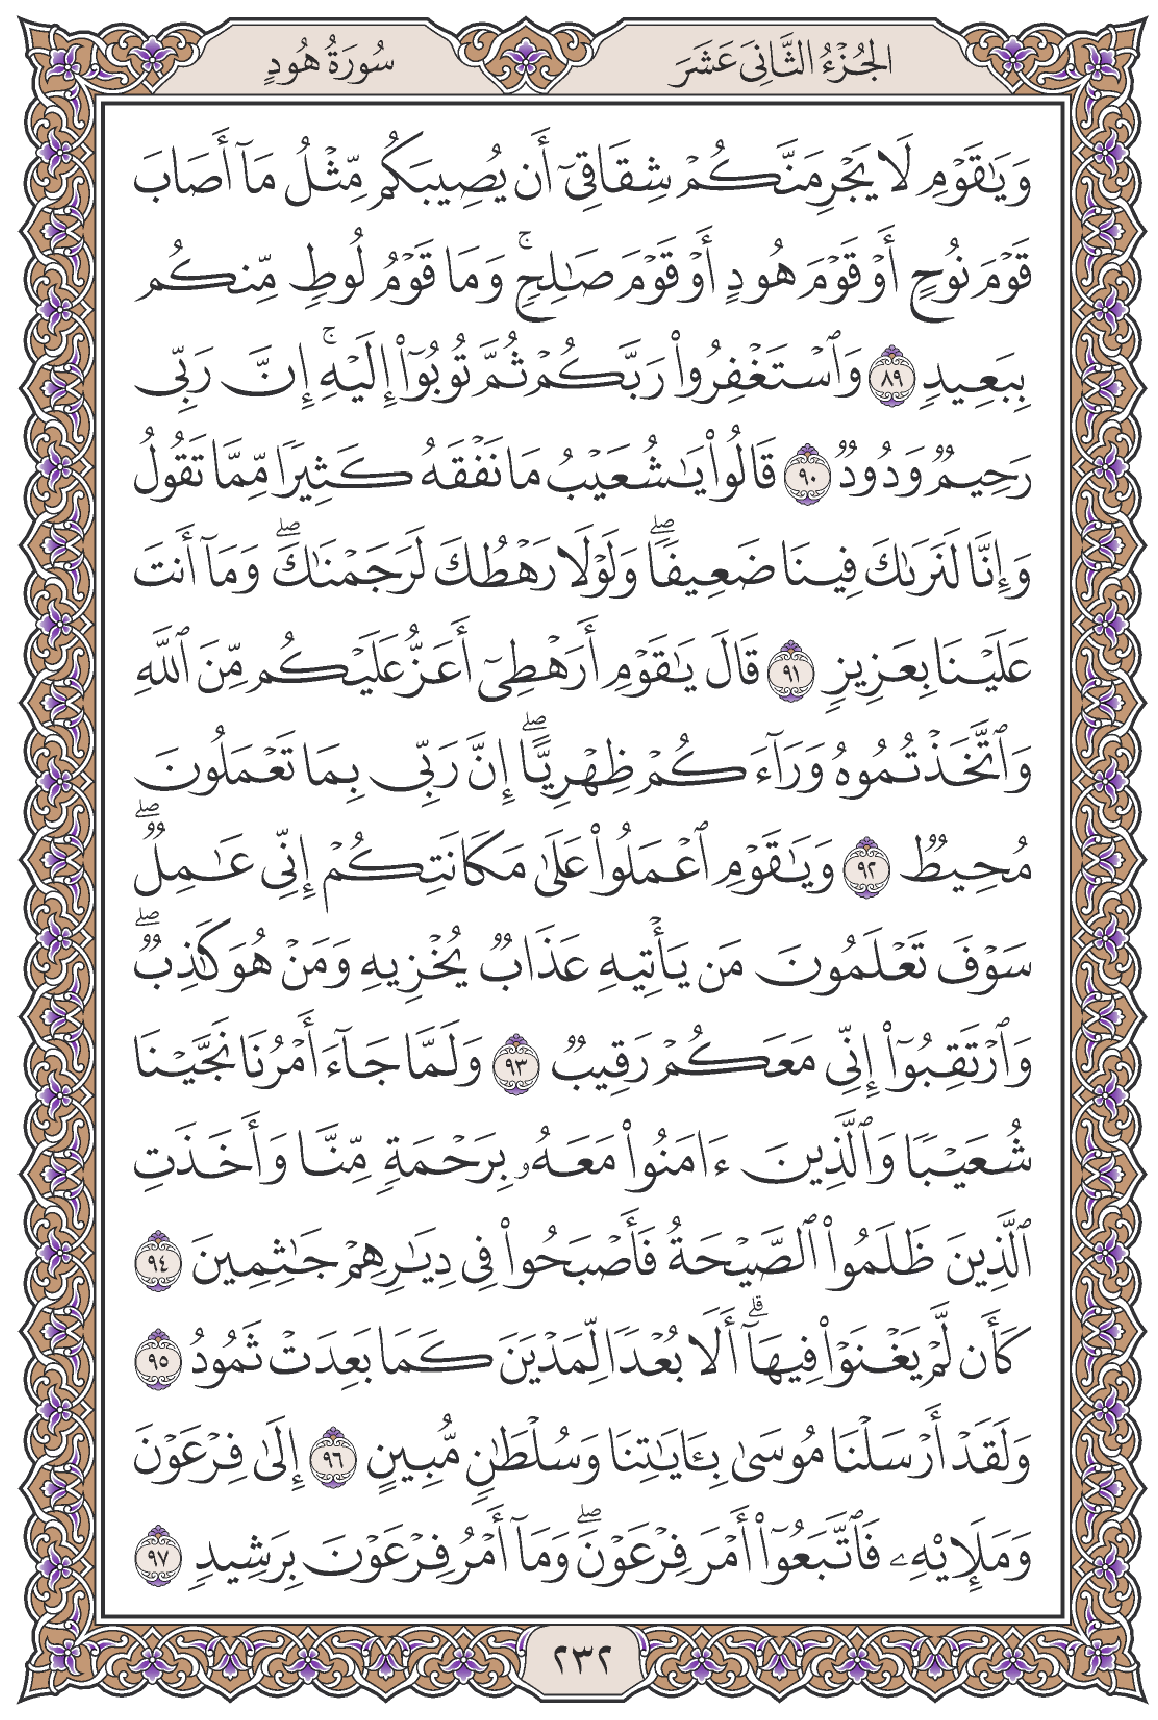 الجُزْءُ الثَّانِيَ عَشَرَ
سُورَةُ هُودٍ
وَيَٰقَوْمِ لَا يَجْرِمَنَّكُمْ شِقَاقِيٓ أَن يُصِيبَكُم مِّثْلُ مَآ أَصَابَ
قَوْمَ نُوحٍ أَوْ قَوْمَ هُودٍ أَوْ قَوْمَ صَٰلِحٍۚ وَمَا قَوْمُ لُوطٍ مِّنكُم
بِبَعِيدٍ ٨٩ وَٱسْتَغْفِرُوا۟ رَبَّكُمْ ثُمَّ تُوبُوٓا۟ إِلَيْهِۚ إِنَّ رَبِّي
رَحِيمٌ وَدُودٌ ٩٠ قَالُوا۟ يَٰشُعَيْبُ مَا نَفْقَهُ كَثِيرًا مِّمَّا تَقُولُ
وَإِنَّا لَنَرَىٰكَ فِينَا ضَعِيفًاۖ وَلَوْلَا رَهْطُكَ لَرَجَمْنَٰكَۖ وَمَآ أَنتَ
عَلَيْنَا بِعَزِيزٍ ٩١ قَالَ يَٰقَوْمِ أَرَهْطِيٓ أَعَزُّ عَلَيْكُم مِّنَ ٱللَّهِ
وَٱتَّخَذْتُمُوهُ وَرَآءَكُمْ ظِهْرِيًّاۖ إِنَّ رَبِّي بِمَا تَعْمَلُونَ
مُحِيطٌ ٩٢ وَيَٰقَوْمِ ٱعْمَلُوا۟ عَلَىٰ مَكَانَتِكُمْ إِنِّي عَٰمِلٌۖ
سَوْفَ تَعْلَمُونَ مَن يَأْتِيهِ عَذَابٌ يُخْزِيهِ وَمَنْ هُوَ كَٰذِبٌۖ
وَٱرْتَقِبُوٓا۟ إِنِّي مَعَكُمْ رَقِيبٌ ٩٣ وَلَمَّا جَآءَ أَمْرُنَا نَجَّيْنَا
شُعَيْبًا وَٱلَّذِينَ ءَامَنُوا۟ مَعَهُۥ بِرَحْمَةٍ مِّنَّا وَأَخَذَتِ
ٱلَّذِينَ ظَلَمُوا۟ ٱلصَّيْحَةُ فَأَصْبَحُوا۟ فِي دِيَٰرِهِمْ جَٰثِمِينَ ٩٤
كَأَن لَّمْ يَغْنَوْا۟ فِيهَآۗ أَلَا بُعْدًا لِّمَدْيَنَ كَمَا بَعِدَتْ ثَمُودُ ٩٥
وَلَقَدْ أَرْسَلْنَا مُوسَىٰ بِـَٔايَٰتِنَا وَسُلْطَٰنٍ مُّبِينٍ ٩٦ إِلَىٰ فِرْعَوْنَ
وَمَلَإِي۟هِۦ فَٱتَّبَعُوٓا۟ أَمْرَ فِرْعَوْنَۖ وَمَآ أَمْرُ فِرْعَوْنَ بِرَشِيدٍ ٩٧
٢٣٢